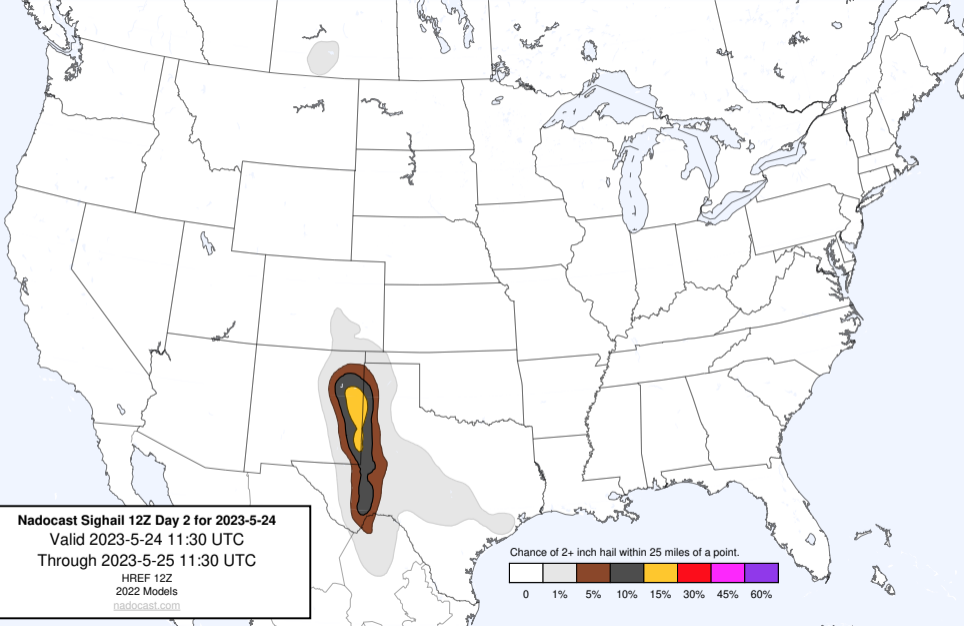 Nadocast Sighail 12Z Day 2 for 2023-5-24
Valid 2023-5-24 11:30 UTC
Through 2023-5-25 11:30 UTC
HREF 12Z
2022 Models
nadocast.com
Chance of 2+ inch hail within 25 miles of a point.
0 1% 5% 10% 15% 30% 45% 60%